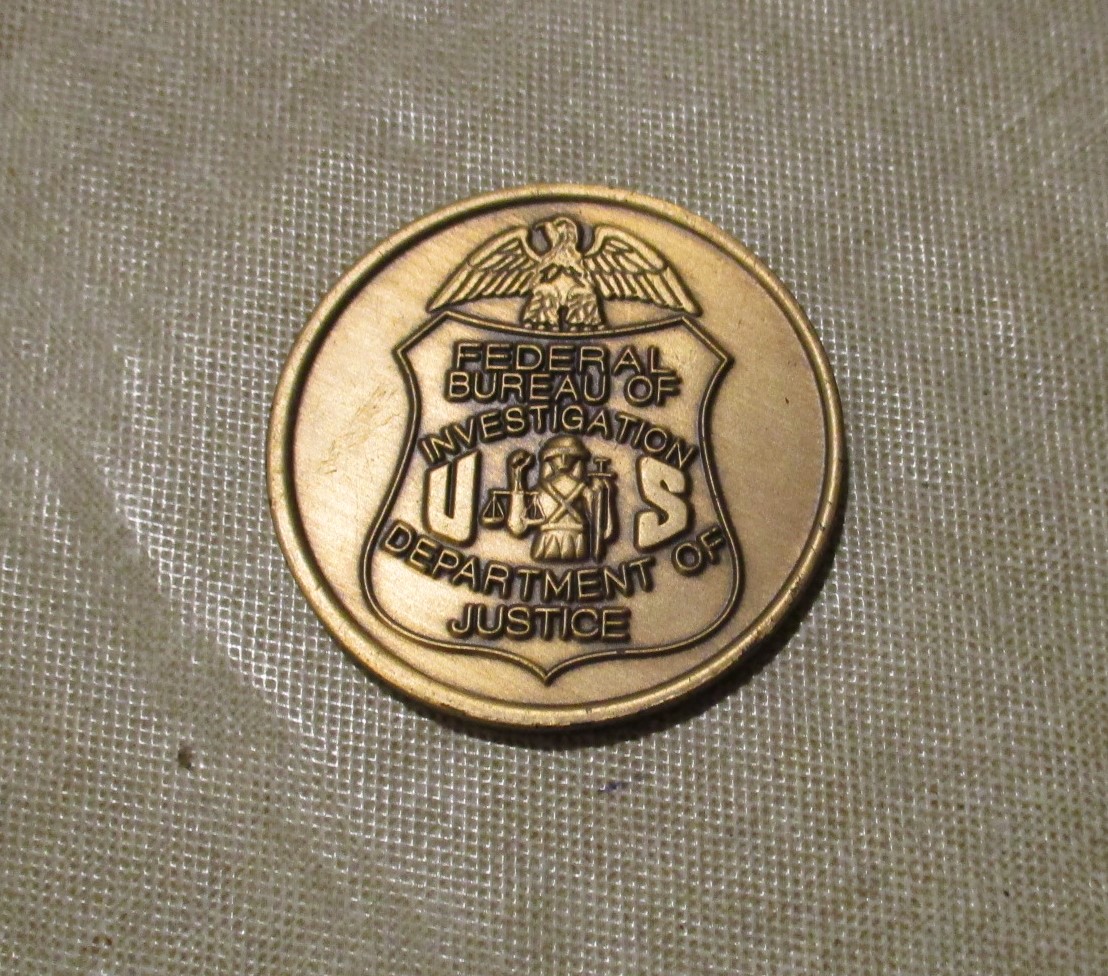 FEDERAL
BUREAU OF
INVESTIGATION
U S
DEPARTMENT OF
JUSTICE